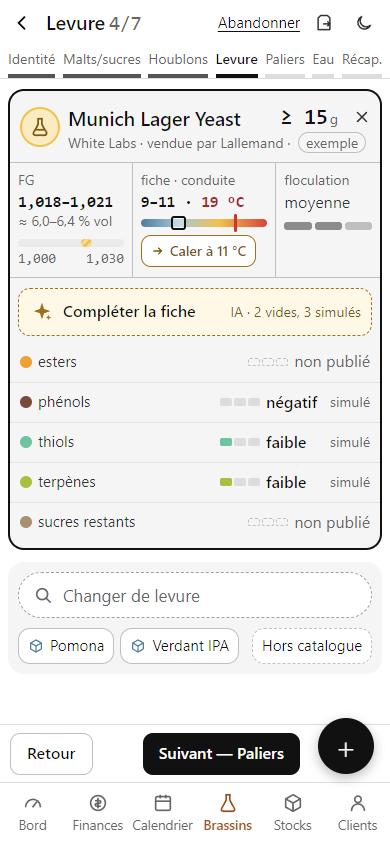 Levure 4/7
Abandonner
Identité Malts/sucres Houblons Levure Paliers Eau Récap.
Munich Lager Yeast
≥ 15 g
White Labs · vendue par Lallemand · exemple
FG
1,018–1,021
≈ 6,0–6,4 % vol
1,000 1,030
fiche · conduite
9–11 · 19 °C
→ Caler à 11 °C
floculation
moyenne
Compléter la fiche
IA · 2 vides, 3 simulés
esters non publié
phénols négatif simulé
thiols faible simulé
terpènes faible simulé
sucres restants non publié
Changer de levure
Pomona Verdant IPA Hors catalogue
Retour Suivant — Paliers +
Bord Finances Calendrier Brassins Stocks Clients